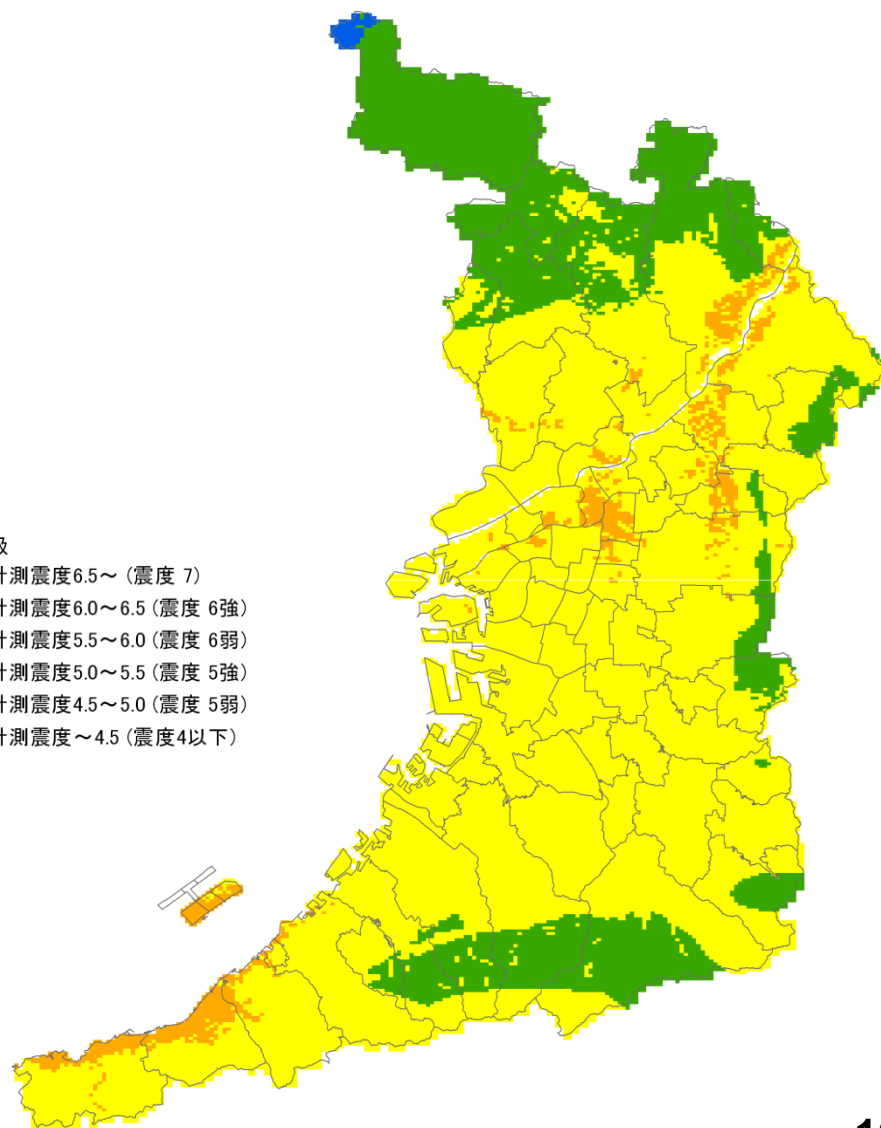 級
計測震度6.5～ (震度 7)
計測震度6.0～6.5 (震度 6強)
計測震度5.5～6.0 (震度 6弱)
計測震度5.0～5.5 (震度 5強)
計測震度4.5～5.0 (震度 5弱)
計測震度～4.5 (震度4以下)